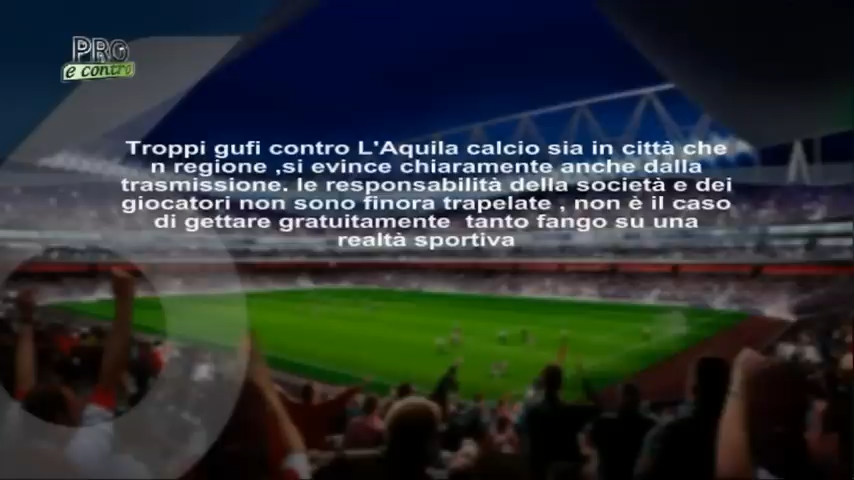 PRO
e contro
Troppi gufi contro L'Aquila calcio sia in città che
n regione ,si evince chiaramente anche dalla
trasmissione. le responsabilità della società e dei
giocatori non sono finora trapelate , non è il caso
di gettare gratuitamente tanto fango su una
realtà sportiva